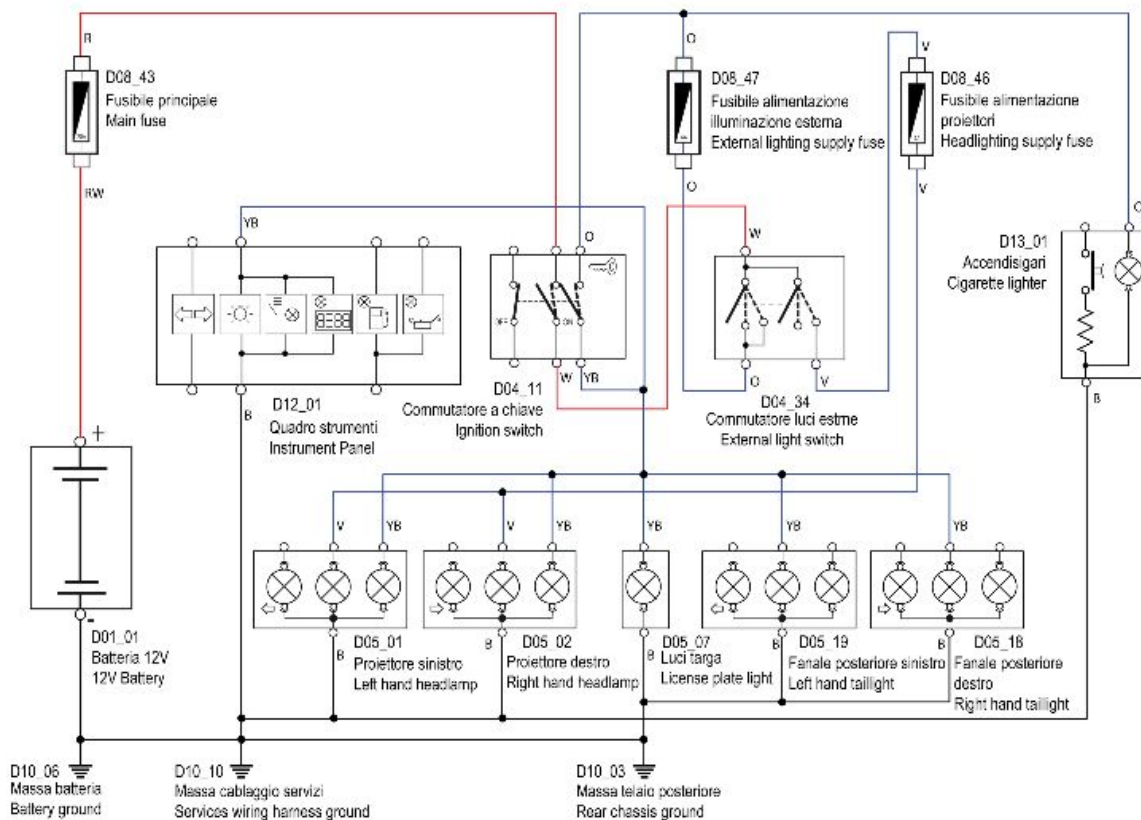 R
D08_43
Fusibile principale
Main fuse
RW
O
D08_47
Fusibile alimentazione
illuminazione esterna
External lighting supply fuse
O
V
D08_46
Fusibile alimentazione
proiettori
Headlighting supply fuse
V
YB
O
W
O
D13_01
Accendisigari
Cigarette lighter
OFF
ON
W
YB
O
V
B
D12_01
Quadro strumenti
Instrument Panel
B
D04_11
Commutatore a chiave
Ignition switch
D04_34
Commutatore luci estrne
External light switch
+
-
D01_01
Batteria 12V
12V Battery
V
YB
V
YB
YB
YB
YB
B
D05_01
Proiettore sinistro
Left hand headlamp
B
D05_02
Proiettore destro
Right hand headlamp
B
D05_07
Luci targa
License plate light
B
D05_19
Fanale posteriore sinistro
Left hand taillight
B
D05_18
Fanale posteriore
destro
Right hand taillight
D10_06
Massa batteria
Battery ground
D10_10
Massa cablaggio servizi
Services wiring harness ground
D10_03
Massa telaio posteriore
Rear chassis ground